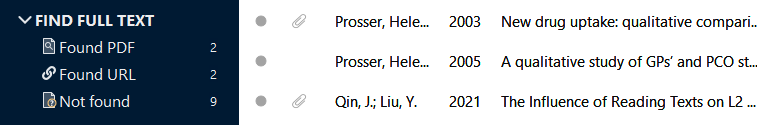 FIND FULL TEXT
Found PDF 2
Found URL 2
Not found 9
Prosser, Hele... 2003 New drug uptake: qualitative compari..
Prosser, Hele... 2005 A qualitative study of GPs’ and PCO st...
Qin, J.; Liu, Y. 2021 The Influence of Reading Texts on L2 ...